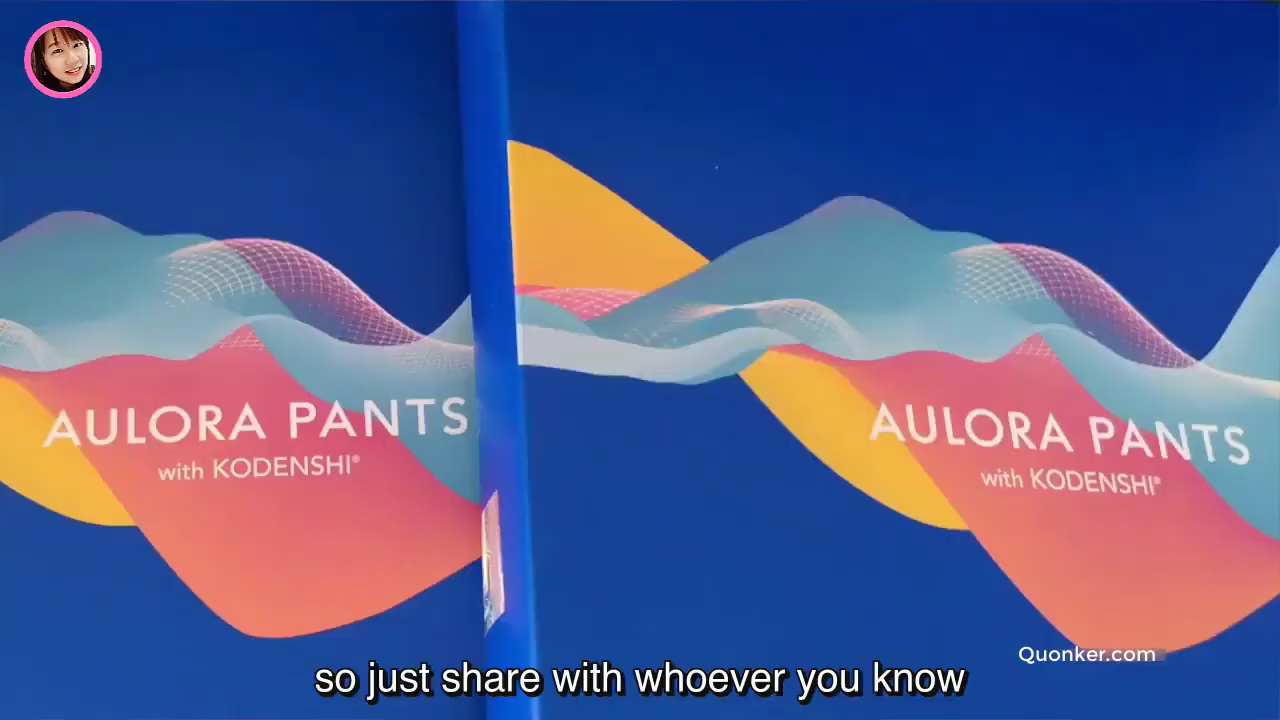 AULORA PANTS
with KODENSHI®
AULORA PANTS
with KODENSHI®
Quonker.com
so just share with whoever you know